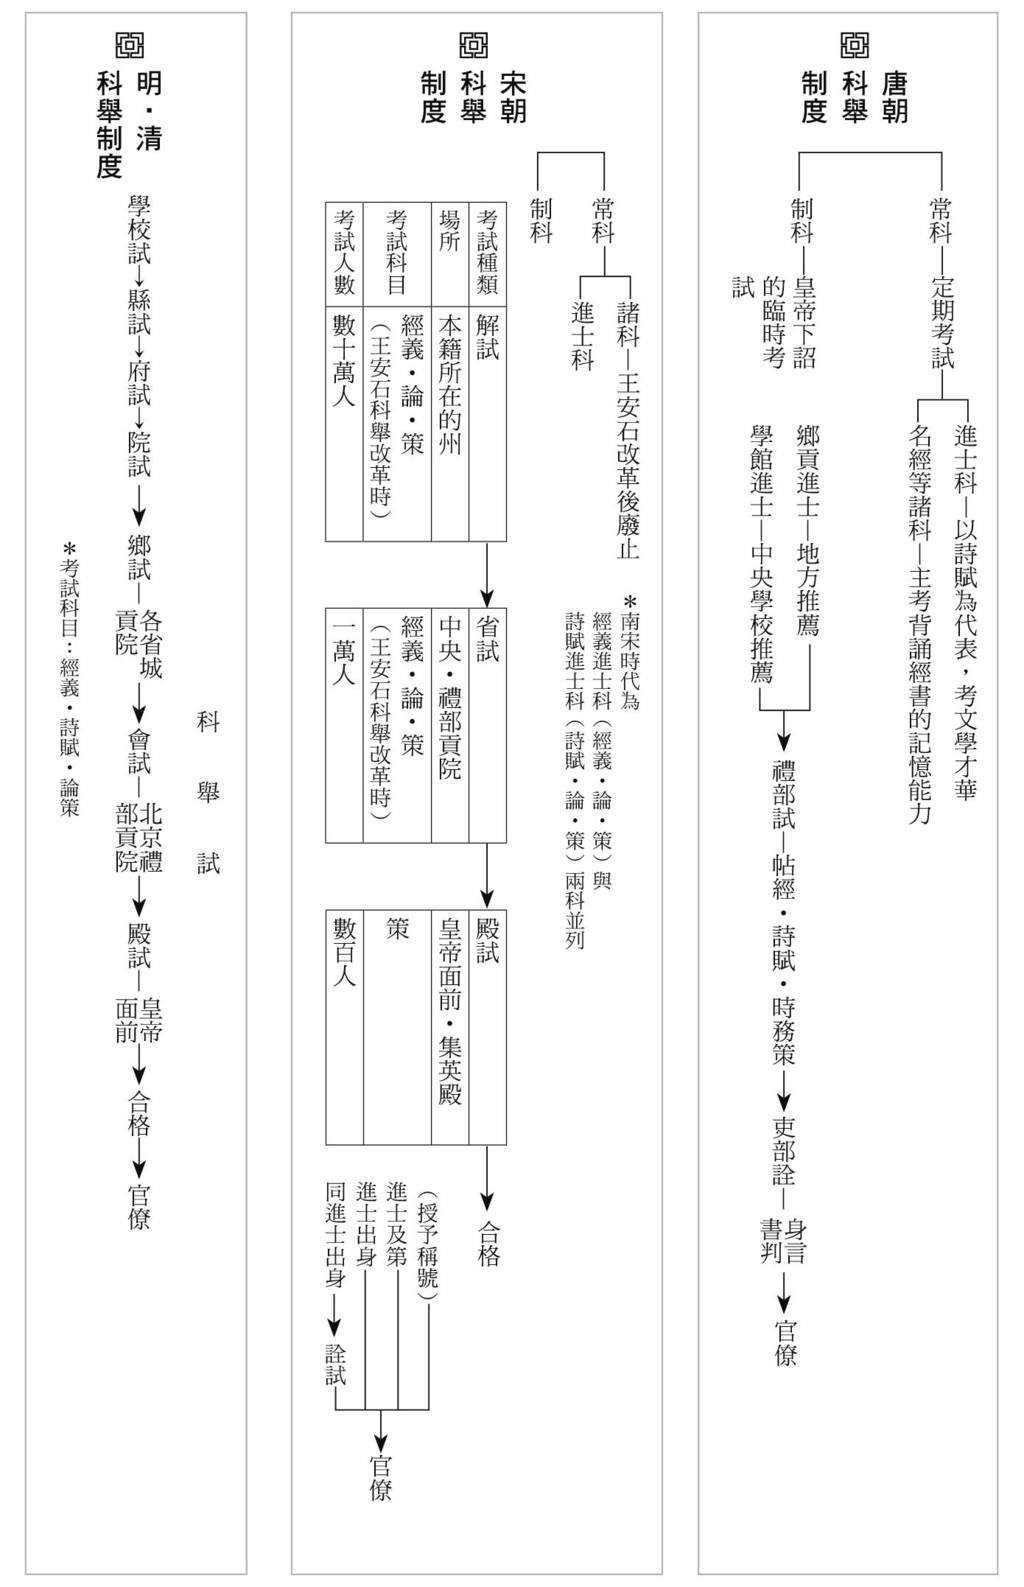 唐朝
科舉
制度
常科—定期考試
進士科—以詩賦為代表，考文學才華
名經等諸科—主考背誦經書的記憶能力
制科—皇帝下詔
的臨時考
試
鄉貢進士—地方推薦
學館進士—中央學校推薦
禮部試—帖經・詩賦・時務策
吏部詮—身言
書判
官僚
宋朝
科舉
制度
常科
制科
諸科—王安石改革後廢止
進士科
＊南宋時代為
經義進士科（經義・論・策）與
詩賦進士科（詩賦・論・策）兩科並列
考試種類
場所
考試科目
考試人數
解試
本籍所在的州
經義・論・策
（王安石科舉改革時）
數十萬人
省試
中央・禮部貢院
經義・論・策
（王安石科舉改革時）
一萬人
殿試
皇帝面前・集英殿
策
數百人
合格
（授予稱號）
進士及第
進士出身
同進士出身
詮試
官僚
明・清
科舉制度
科舉試
學校試→縣試→府試→院試→鄉試—各省城
貢院
會試—北京禮
部貢院
殿試—皇帝
面前
合格→官僚
＊考試科目：經義・詩賦・論策